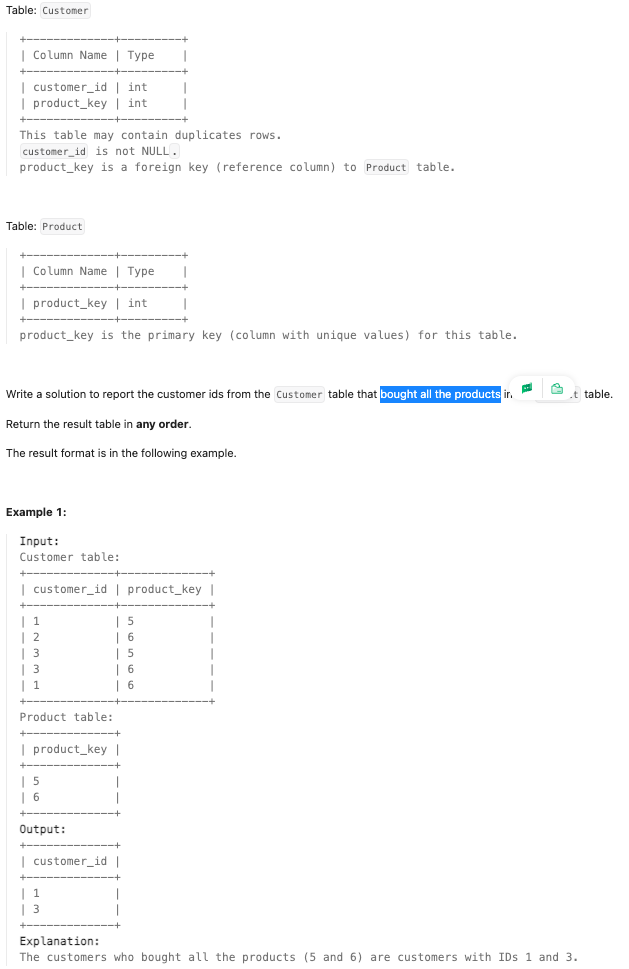 Table: Customer
+-------------+---------+
| Column Name | Type    |
+-------------+---------+
| customer_id | int     |
| product_key | int     |
+-------------+---------+
This table may contain duplicates rows.
customer_id is not NULL.
product_key is a foreign key (reference column) to Product table.
Table: Product
+-------------+---------+
| Column Name | Type    |
+-------------+---------+
| product_key | int     |
+-------------+---------+
product_key is the primary key (column with unique values) for this table.
Write a solution to report the customer ids from the Customer table that bought all the products table.
Return the result table in any order.
The result format is in the following example.
Example 1:
Input:
Customer table:
+-------------+-------------+
| customer_id | product_key |
+-------------+-------------+
| 1           | 5           |
| 2           | 6           |
| 3           | 5           |
| 3           | 6           |
| 1           | 6           |
+-------------+-------------+
Product table:
+-------------+
| product_key |
+-------------+
| 5           |
| 6           |
+-------------+
Output:
+-------------+
| customer_id |
+-------------+
| 1           |
| 3           |
+-------------+
Explanation:
The customers who bought all the products (5 and 6) are customers with IDs 1 and 3.